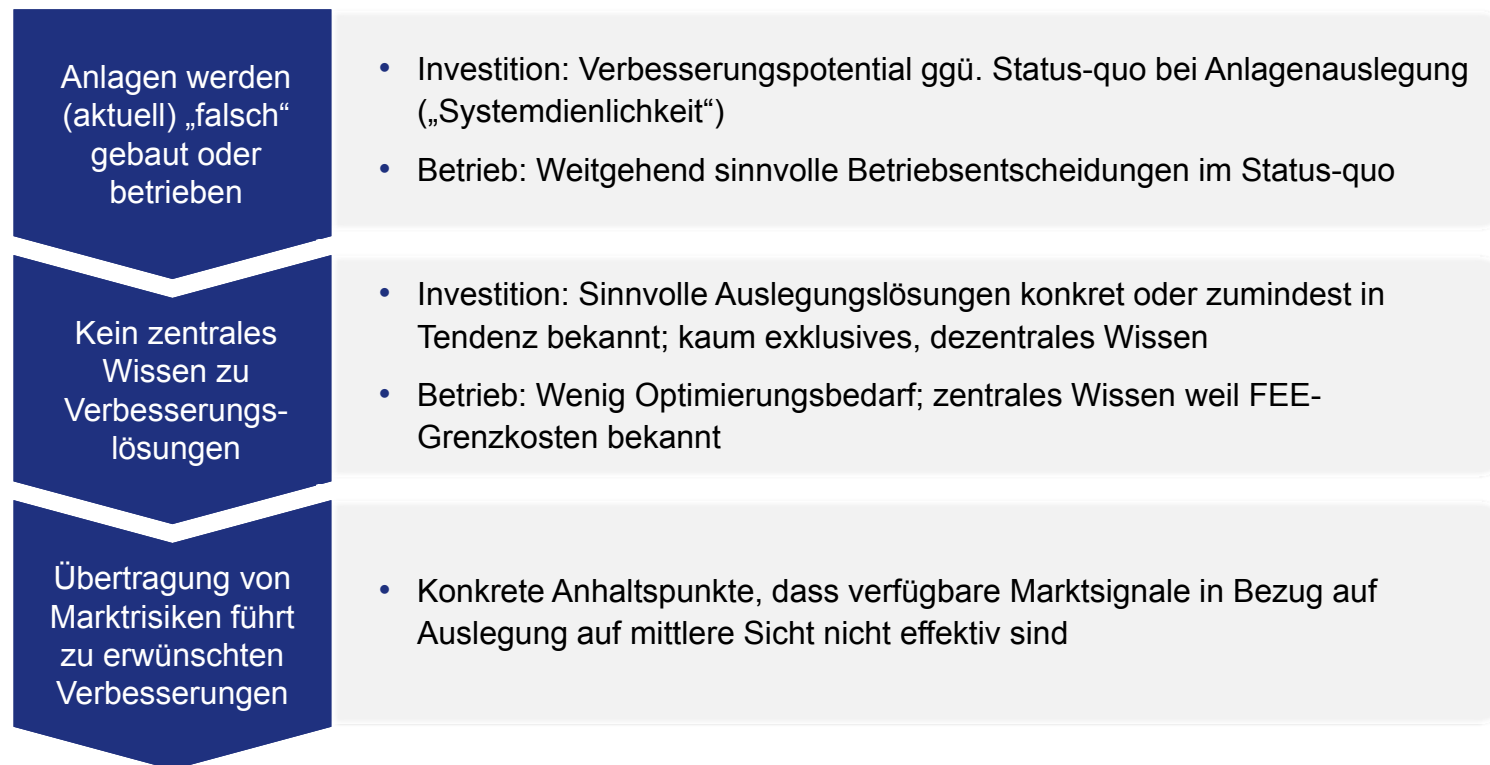 Anlagen werden
(aktuell) „falsch“
gebaut oder
betrieben
• Investition: Verbesserungspotential ggü. Status-quo bei Anlagenauslegung
(„Systemdienlichkeit“)
• Betrieb: Weitgehend sinnvolle Betriebsentscheidungen im Status-quo
Kein zentrales
Wissen zu
Verbesserungs-
lösungen
• Investition: Sinnvolle Auslegungslösungen konkret oder zumindest in
Tendenz bekannt; kaum exklusives, dezentrales Wissen
• Betrieb: Wenig Optimierungsbedarf; zentrales Wissen weil FEE-
Grenzkosten bekannt
Übertragung von
Marktrisiken führt
zu erwünschten
Verbesserungen
• Konkrete Anhaltspunkte, dass verfügbare Marktsignale in Bezug auf
Auslegung auf mittlere Sicht nicht effektiv sind